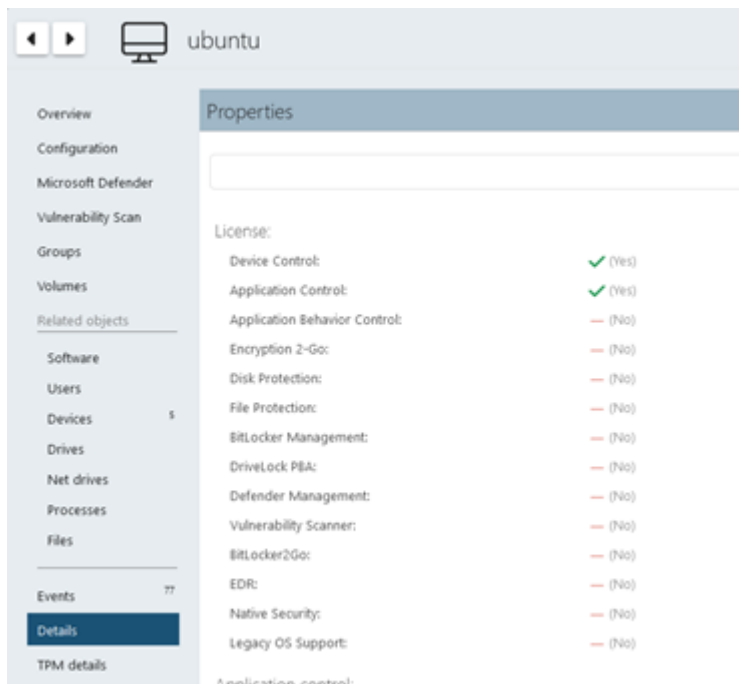 ubuntu
Overview
Configuration
Microsoft Defender
Vulnerability Scan
Groups
Volumes
Related objects
Software
Users
Devices 5
Drives
Net drives
Processes
Files
Events 77
Details
TPM details
Properties
License:
Device Control: (Yes)
Application Control: (Yes)
Application Behavior Control: (No)
Encryption 2-Go: (No)
Disk Protection: (No)
File Protection: (No)
BitLocker Management: (No)
DriveLock PBA: (No)
Defender Management: (No)
Vulnerability Scanner: (No)
BitLocker2Go: (No)
EDR: (No)
Native Security: (No)
Legacy OS Support: (No)
Application control: